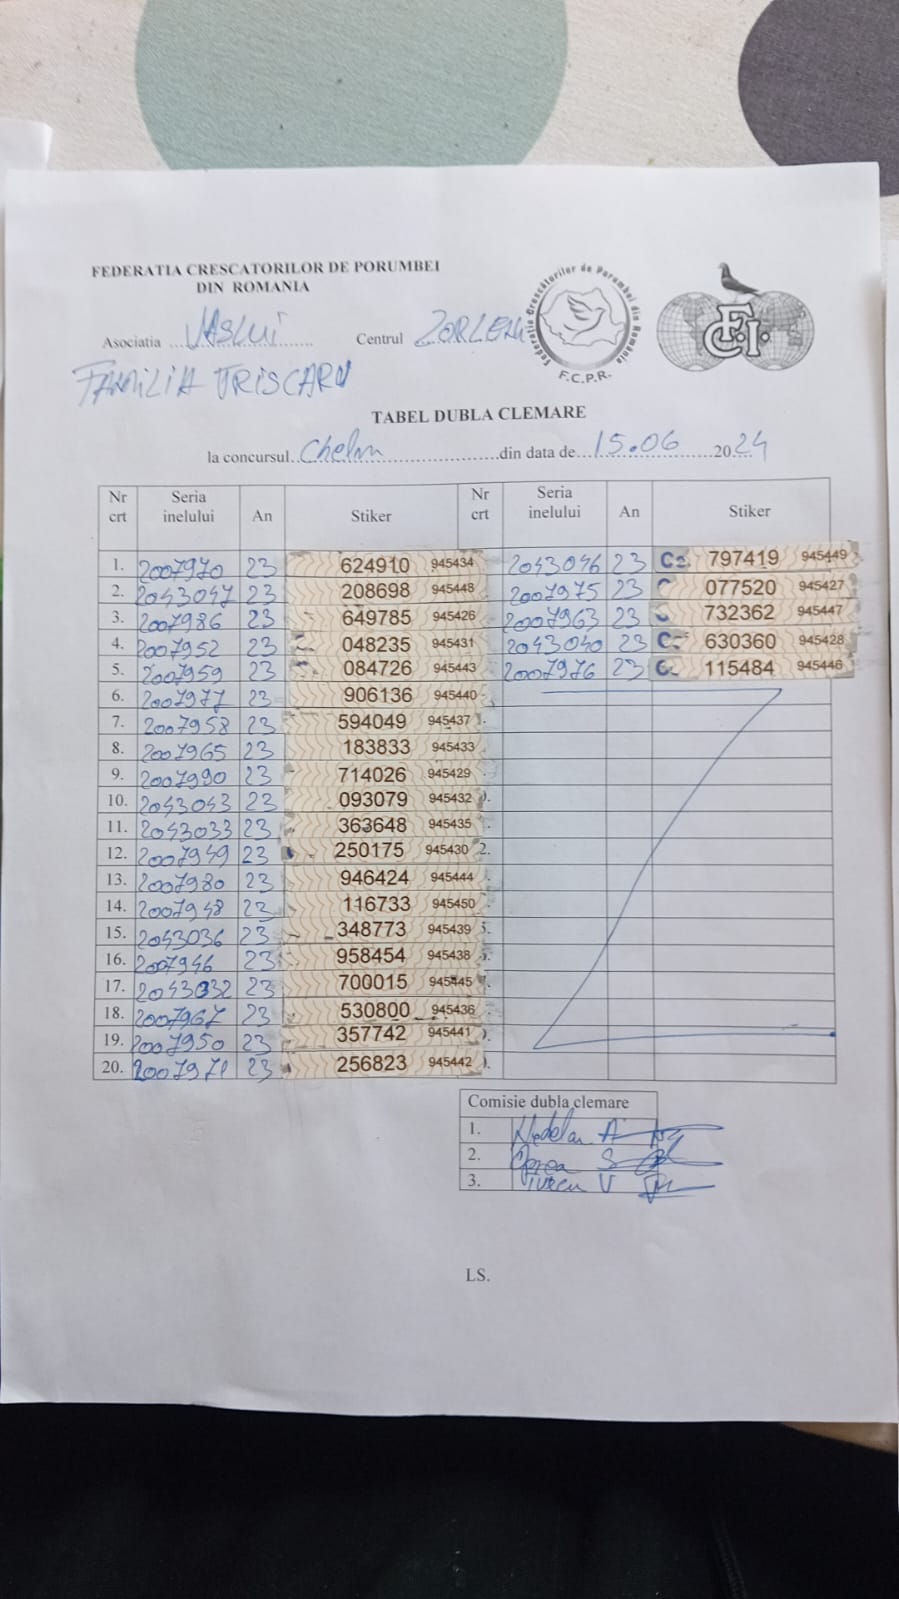 FEDERATIA CRESCATORILOR DE PORUMBEI
DIN ROMANIA
Federatia Crescătorilor de Porumbei din România
F.C.P.R.
F.C.I.
Asociatia ... VASLUI ....... Centrul ZORLENI
FAMILIA TRISCARU
TABEL DUBLA CLEMARE
la concursul. Chelm ..............din data de... 15.06 ......2024
Nr crt Seria inelului An Stiker Nr crt Seria inelului An Stiker
1. 2007970 23 624910 945434 2043046 23 797419 945449
2. 2043047 23 208698 945448 2007975 23 077520 945427
3. 2007986 23 649785 945426 2007963 23 732362 945447
4. 2007952 23 048235 945431 2043040 23 630360 945428
5. 2007959 23 084726 945443 2007976 23 115484 945446
6. 2007977 23 906136 945440
7. 2007958 23 594049 945437
8. 2007965 23 183833 945433
9. 2007990 23 714026 945429
10. 2043043 23 093079 945432
11. 2043033 23 363648 945435
12. 2007949 23 250175 945430
13. 2007980 23 946424 945444
14. 2007948 23 116733 945450
15. 2043036 23 348773 945439
16. 2007946 23 958454 945438
17. 2043032 23 700015 945445
18. 2007967 23 530800 945436
19. 2007950 23 357742 945441
20. 2007971 23 256823 945442
Comisie dubla clemare
1. Nedelcu A
2. Oprea S
3. V
LS.